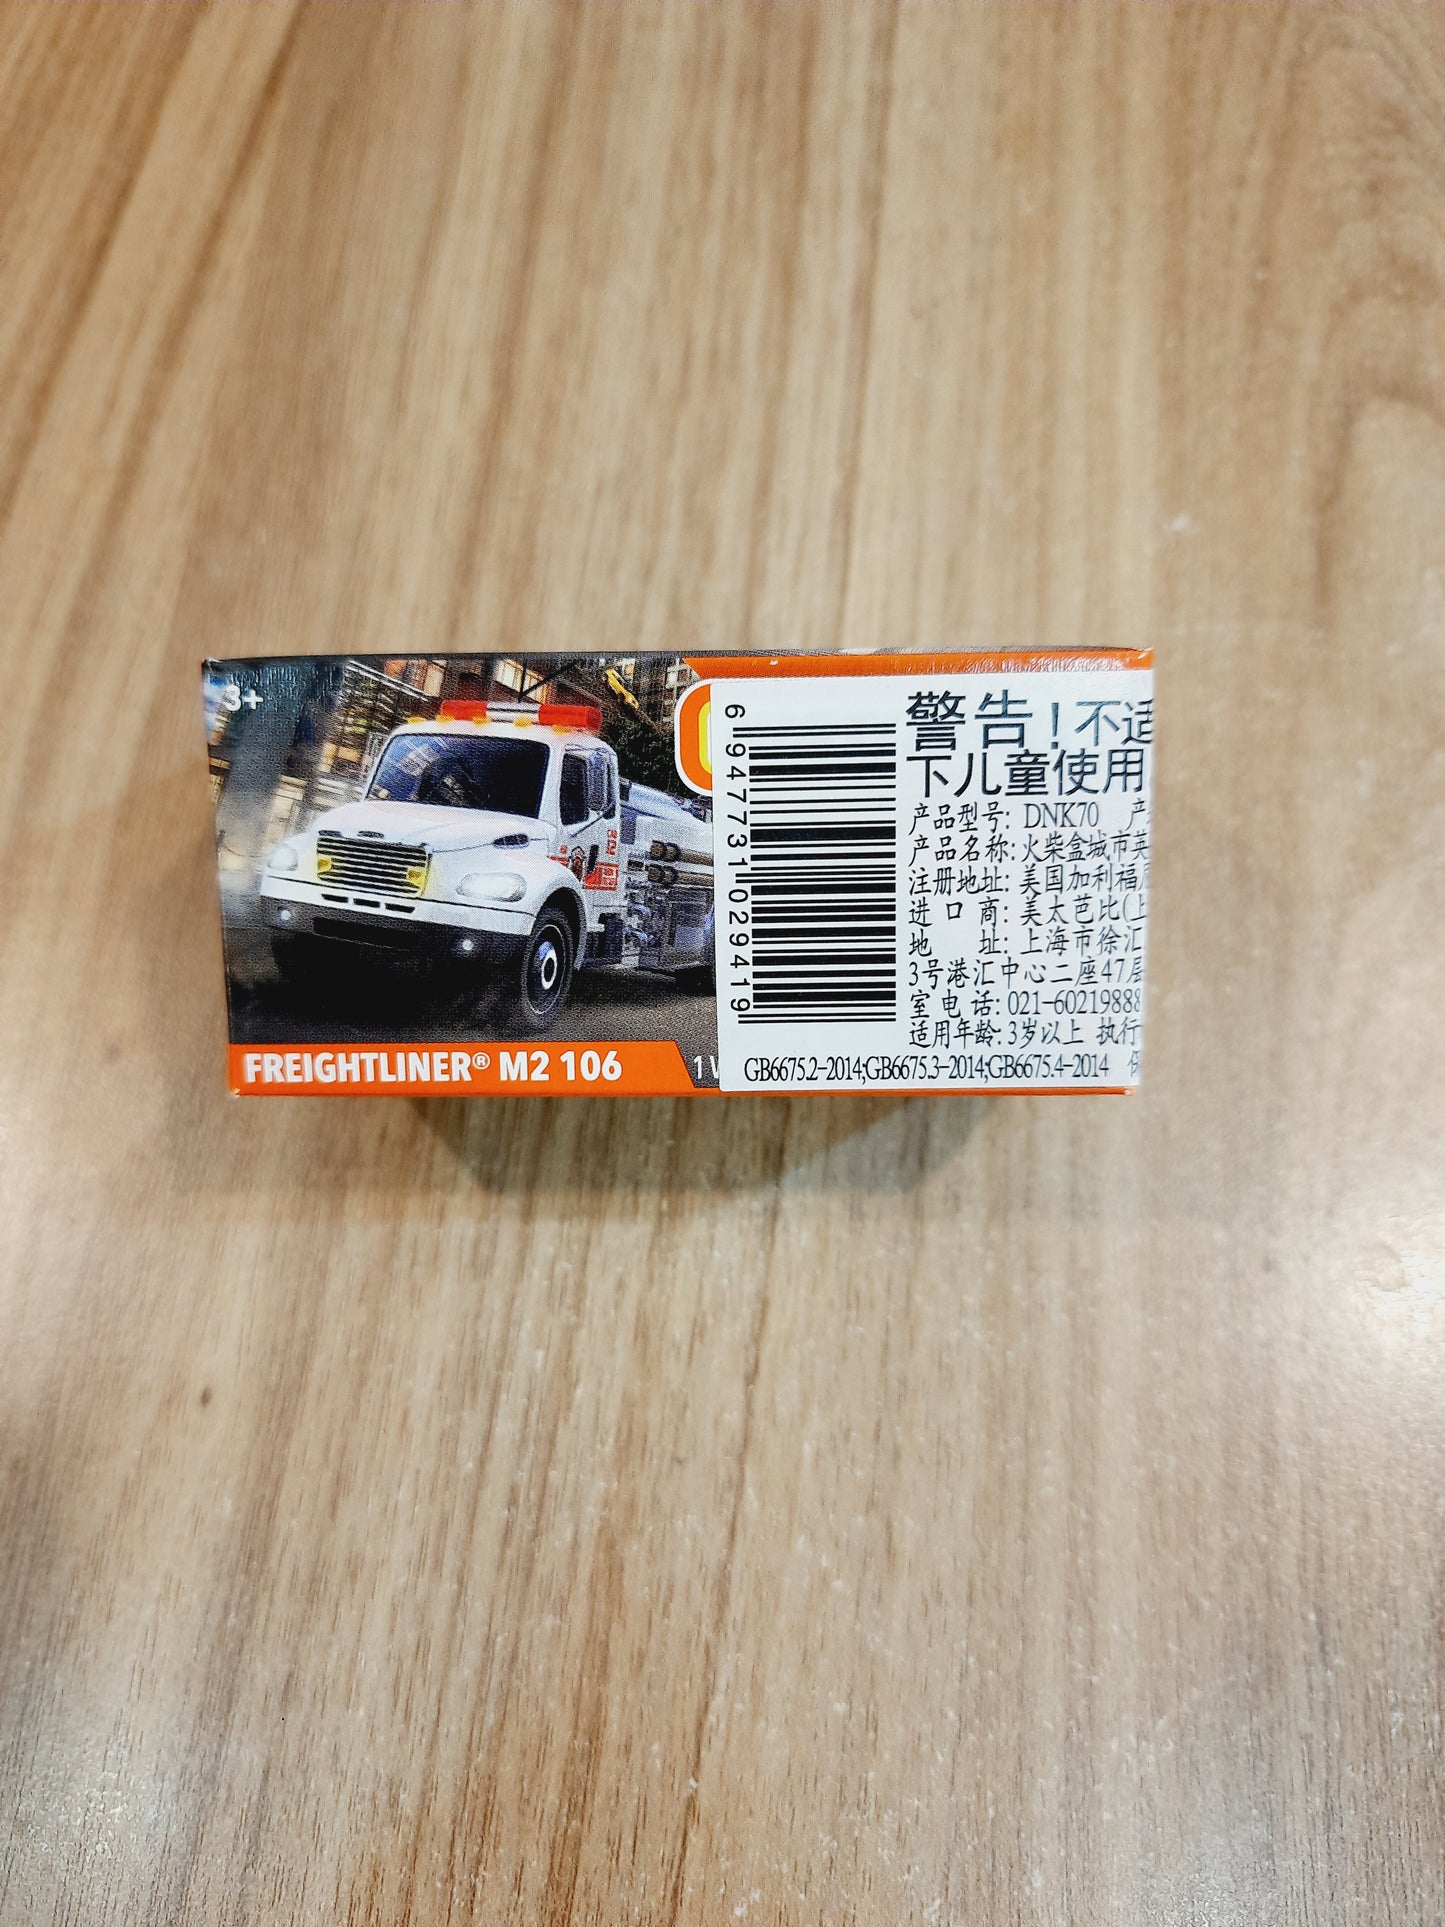 3+
FREIGHTLINER® M2 106
1
6 947731 029419
警告！不适
下儿童使用
产品型号: DNK70 产
产品名称: 火柴盒城市英
注册地址: 美国加利福
进口商: 美太芭比(上
地 址: 上海市徐汇
3号港汇中心二座47层
室 电话: 021-60219888
适用年龄: 3岁以上 执行
GB6675.2-2014;GB6675.3-2014;GB6675.4-2014